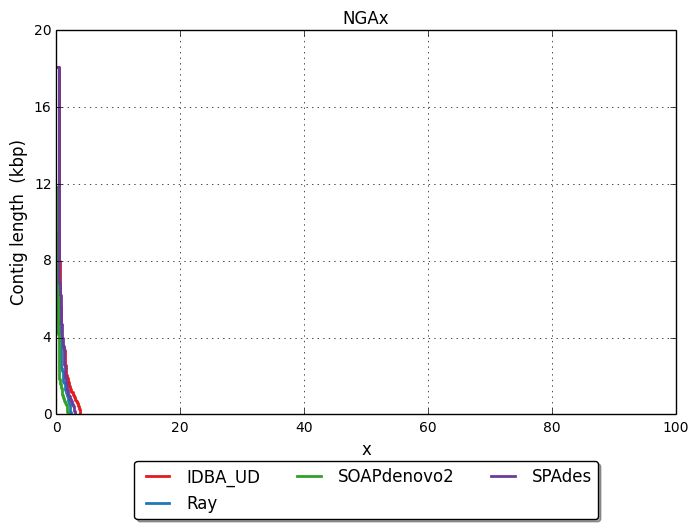 NGAx
20
16
12
8
4
0
Contig length (kbp)
0 20 40 60 80 100
x
IDBA_UD SOAPdenovo2 SPAdes
Ray